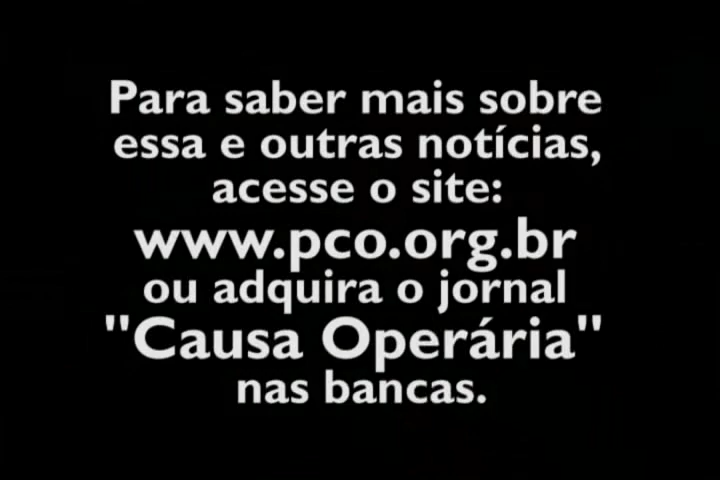 Para saber mais sobre
essa e outras notícias,
acesse o site:
www.pco.org.br
ou adquira o jornal
"Causa Operária"
nas bancas.